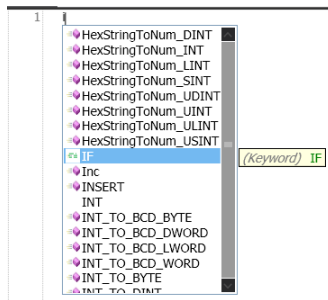 1 i
HexStringToNum_DINT
HexStringToNum_INT
HexStringToNum_LINT
HexStringToNum_SINT
HexStringToNum_UDINT
HexStringToNum_UINT
HexStringToNum_ULINT
HexStringToNum_USINT
IF (Keyword) IF
Inc
INSERT
INT
INT_TO_BCD_BYTE
INT_TO_BCD_DWORD
INT_TO_BCD_LWORD
INT_TO_BCD_WORD
INT_TO_BYTE
INT_TO_DINT